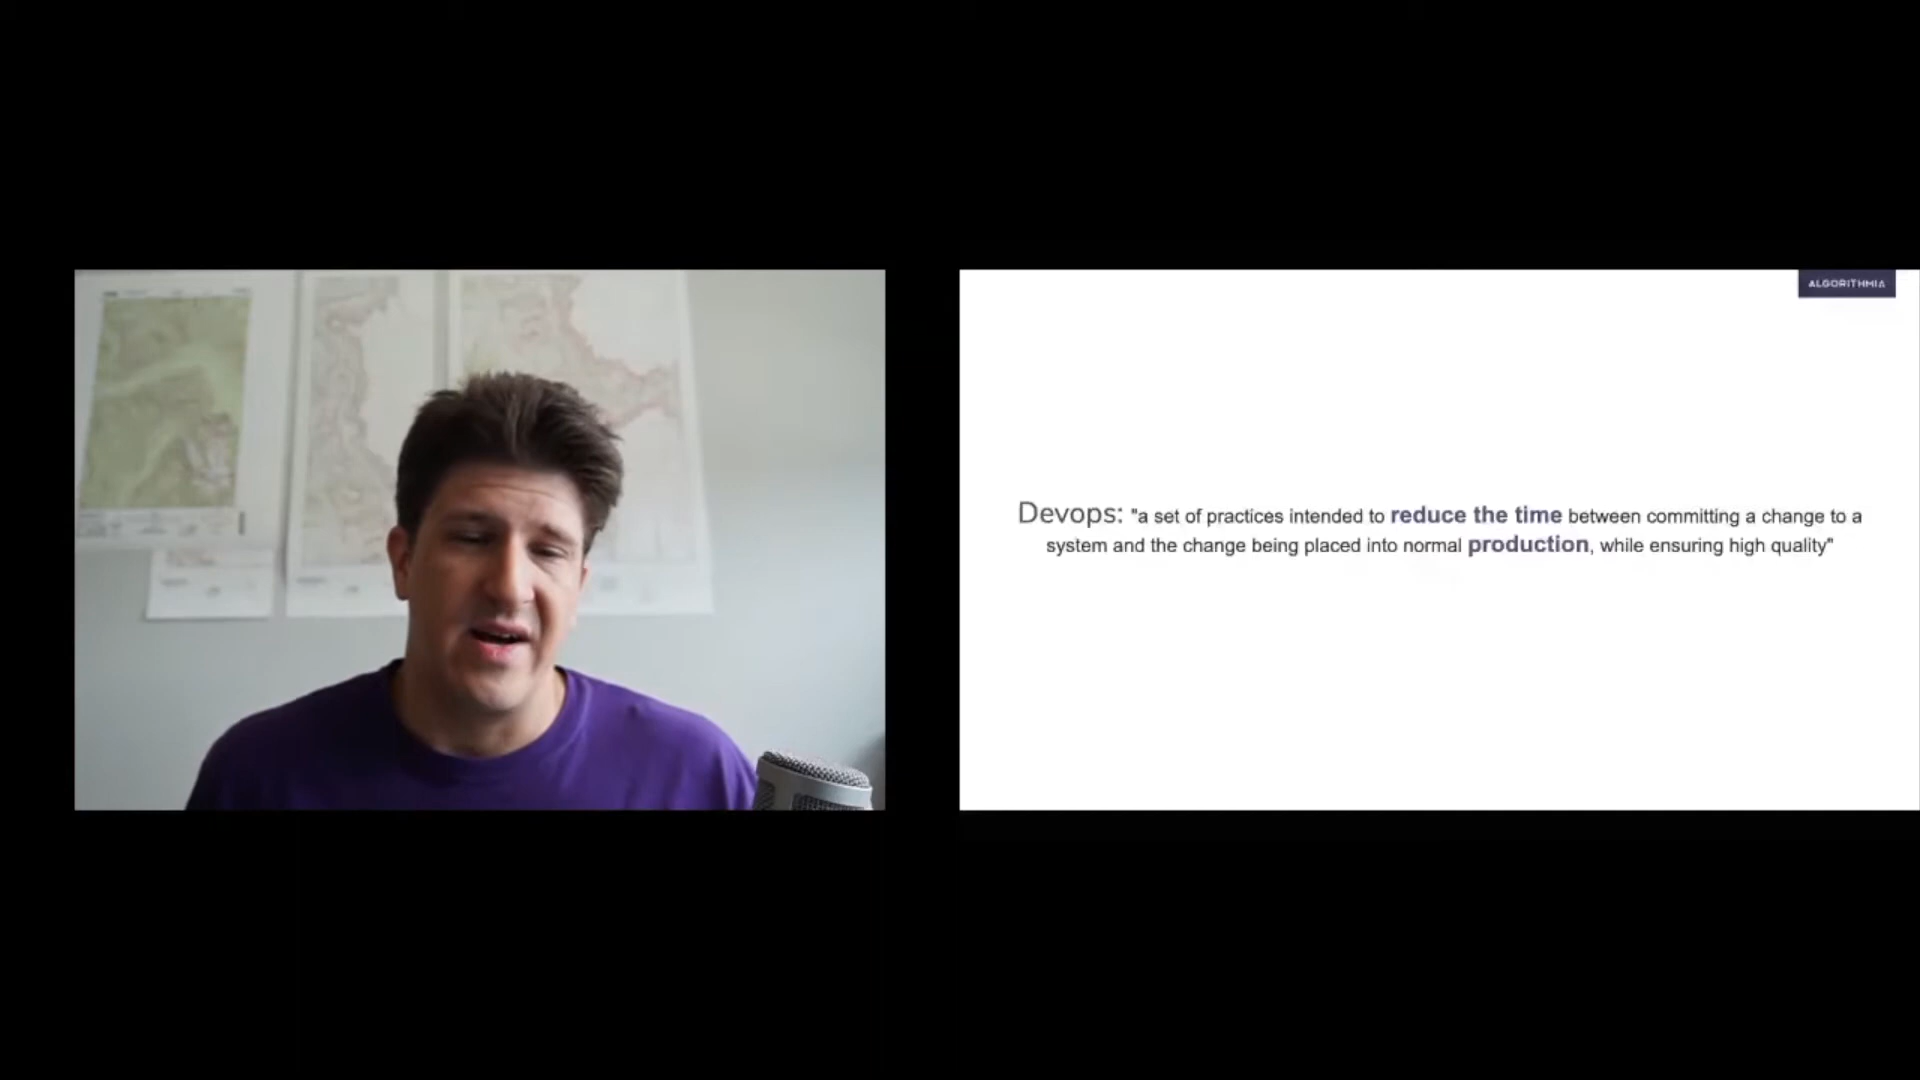 ALGORITHMIA
Devops: "a set of practices intended to reduce the time between committing a change to a
system and the change being placed into normal production, while ensuring high quality"